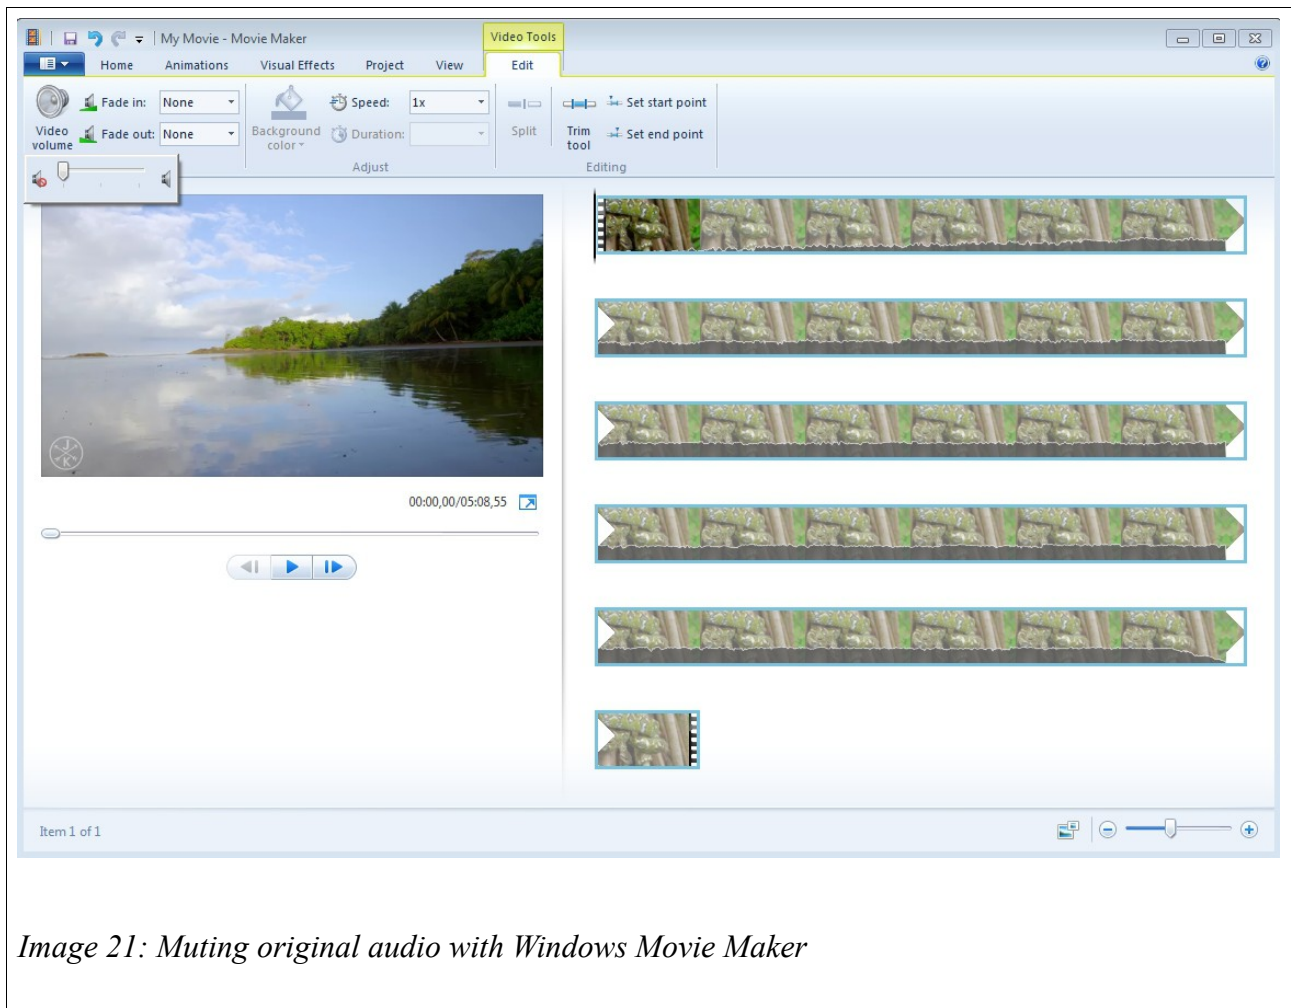 My Movie - Movie Maker
Video Tools
Home Animations Visual Effects Project View Edit
Fade in: None Speed: 1x Set start point
Video volume Fade out: None Background color Duration: Split Trim tool Set end point
Adjust Editing
J
K
00:00,00/05:08,55
Item 1 of 1
Image 21: Muting original audio with Windows Movie Maker